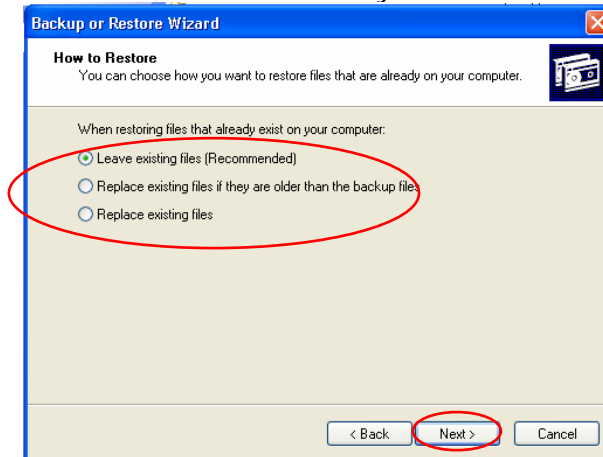 Backup or Restore Wizard
How to Restore
You can choose how you want to restore files that are already on your computer.
When restoring files that already exist on your computer:
Leave existing files (Recommended)
Replace existing files if they are older than the backup files
Replace existing files
< Back
Next >
Cancel